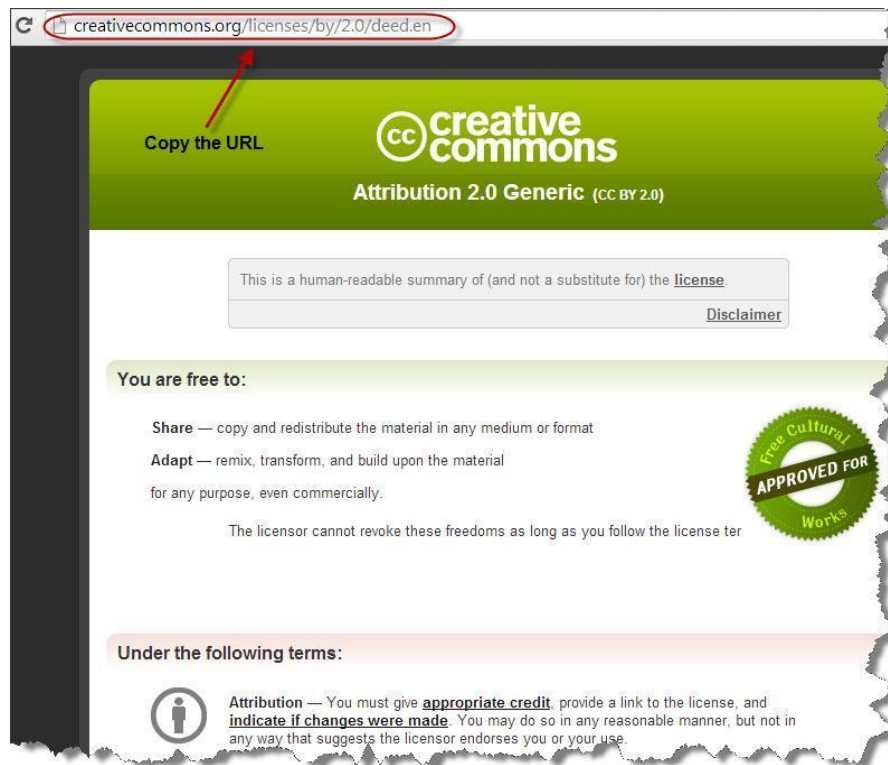 creativecommons.org/licenses/by/2.0/deed.en
Copy the URL
cc creative
commons
Attribution 2.0 Generic (CC BY 2.0)
This is a human-readable summary of (and not a substitute for) the license.
Disclaimer
You are free to:
Share — copy and redistribute the material in any medium or format
Adapt — remix, transform, and build upon the material
for any purpose, even commercially.
The licensor cannot revoke these freedoms as long as you follow the license ter
Free Cultural
APPROVED FOR
Works
Under the following terms:
Attribution — You must give appropriate credit, provide a link to the license, and
indicate if changes were made. You may do so in any reasonable manner, but not in
any way that suggests the licensor endorses you or your use.